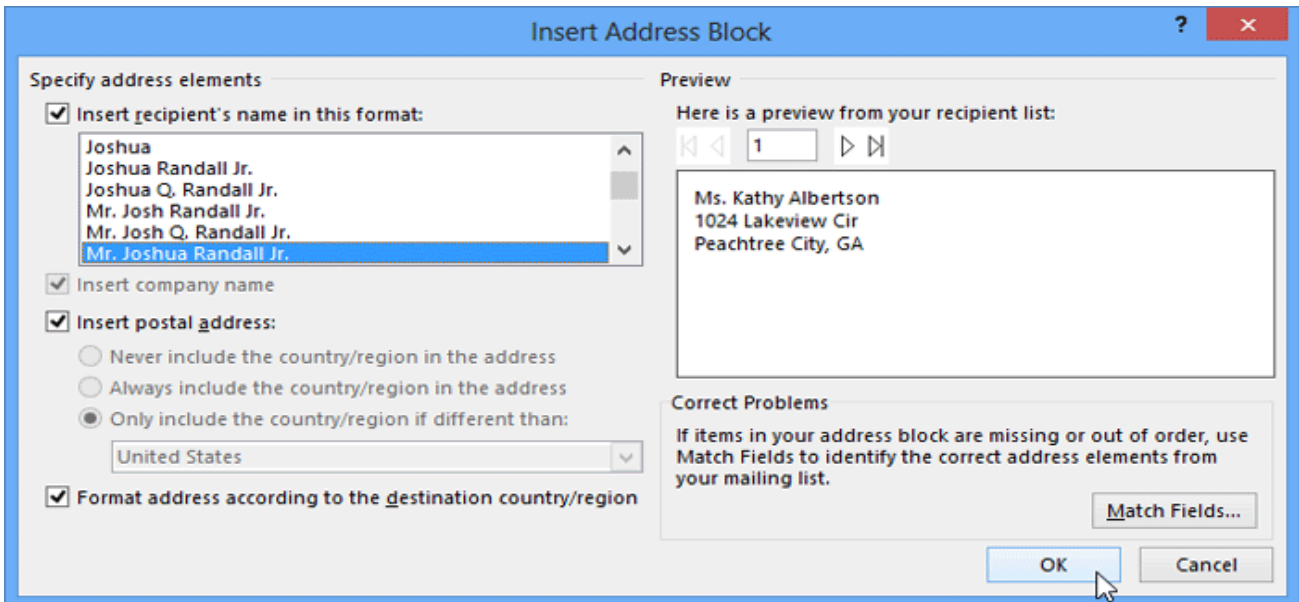 Insert Address Block
?
Specify address elements
Insert recipient's name in this format:
Joshua
Joshua Randall Jr.
Joshua Q. Randall Jr.
Mr. Josh Randall Jr.
Mr. Josh Q. Randall Jr.
Mr. Joshua Randall Jr.
Insert company name
Insert postal address:
Never include the country/region in the address
Always include the country/region in the address
Only include the country/region if different than:
United States
Format address according to the destination country/region
Preview
Here is a preview from your recipient list:
1
Ms. Kathy Albertson
1024 Lakeview Cir
Peachtree City, GA
Correct Problems
If items in your address block are missing or out of order, use
Match Fields to identify the correct address elements from
your mailing list.
Match Fields...
OK
Cancel